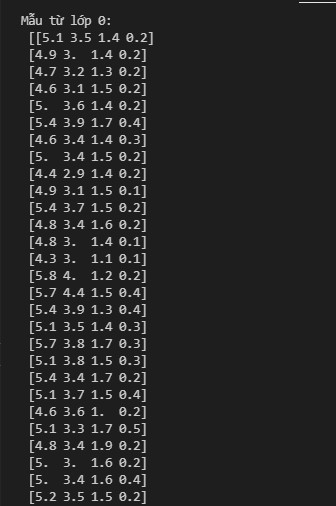 Mẫu từ lớp 0:
[[5.1 3.5 1.4 0.2]
[4.9 3.  1.4 0.2]
[4.7 3.2 1.3 0.2]
[4.6 3.1 1.5 0.2]
[5.  3.6 1.4 0.2]
[5.4 3.9 1.7 0.4]
[4.6 3.4 1.4 0.3]
[5.  3.4 1.5 0.2]
[4.4 2.9 1.4 0.2]
[4.9 3.1 1.5 0.1]
[5.4 3.7 1.5 0.2]
[4.8 3.4 1.6 0.2]
[4.8 3.  1.4 0.1]
[4.3 3.  1.1 0.1]
[5.8 4.  1.2 0.2]
[5.7 4.4 1.5 0.4]
[5.4 3.9 1.3 0.4]
[5.1 3.5 1.4 0.3]
[5.7 3.8 1.7 0.3]
[5.1 3.8 1.5 0.3]
[5.4 3.4 1.7 0.2]
[5.1 3.7 1.5 0.4]
[4.6 3.6 1.  0.2]
[5.1 3.3 1.7 0.5]
[4.8 3.4 1.9 0.2]
[5.  3.  1.6 0.2]
[5.  3.4 1.6 0.4]
[5.2 3.5 1.5 0.2]